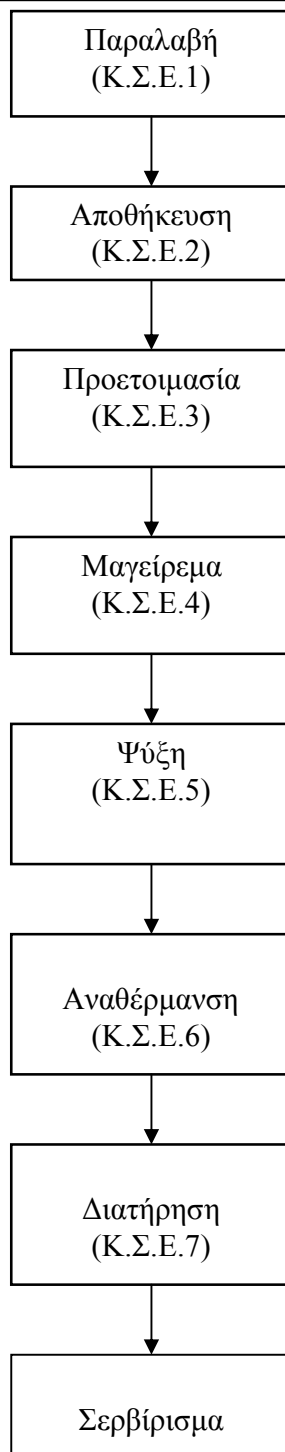 Παραλαβή
(Κ.Σ.Ε.1)
Αποθήκευση
(Κ.Σ.Ε.2)
Προετοιμασία
(Κ.Σ.Ε.3)
Μαγείρεμα
(Κ.Σ.Ε.4)
Ψύξη
(Κ.Σ.Ε.5)
Αναθέρμανση
(Κ.Σ.Ε.6)
Διατήρηση
(Κ.Σ.Ε.7)
Σερβίρισμα